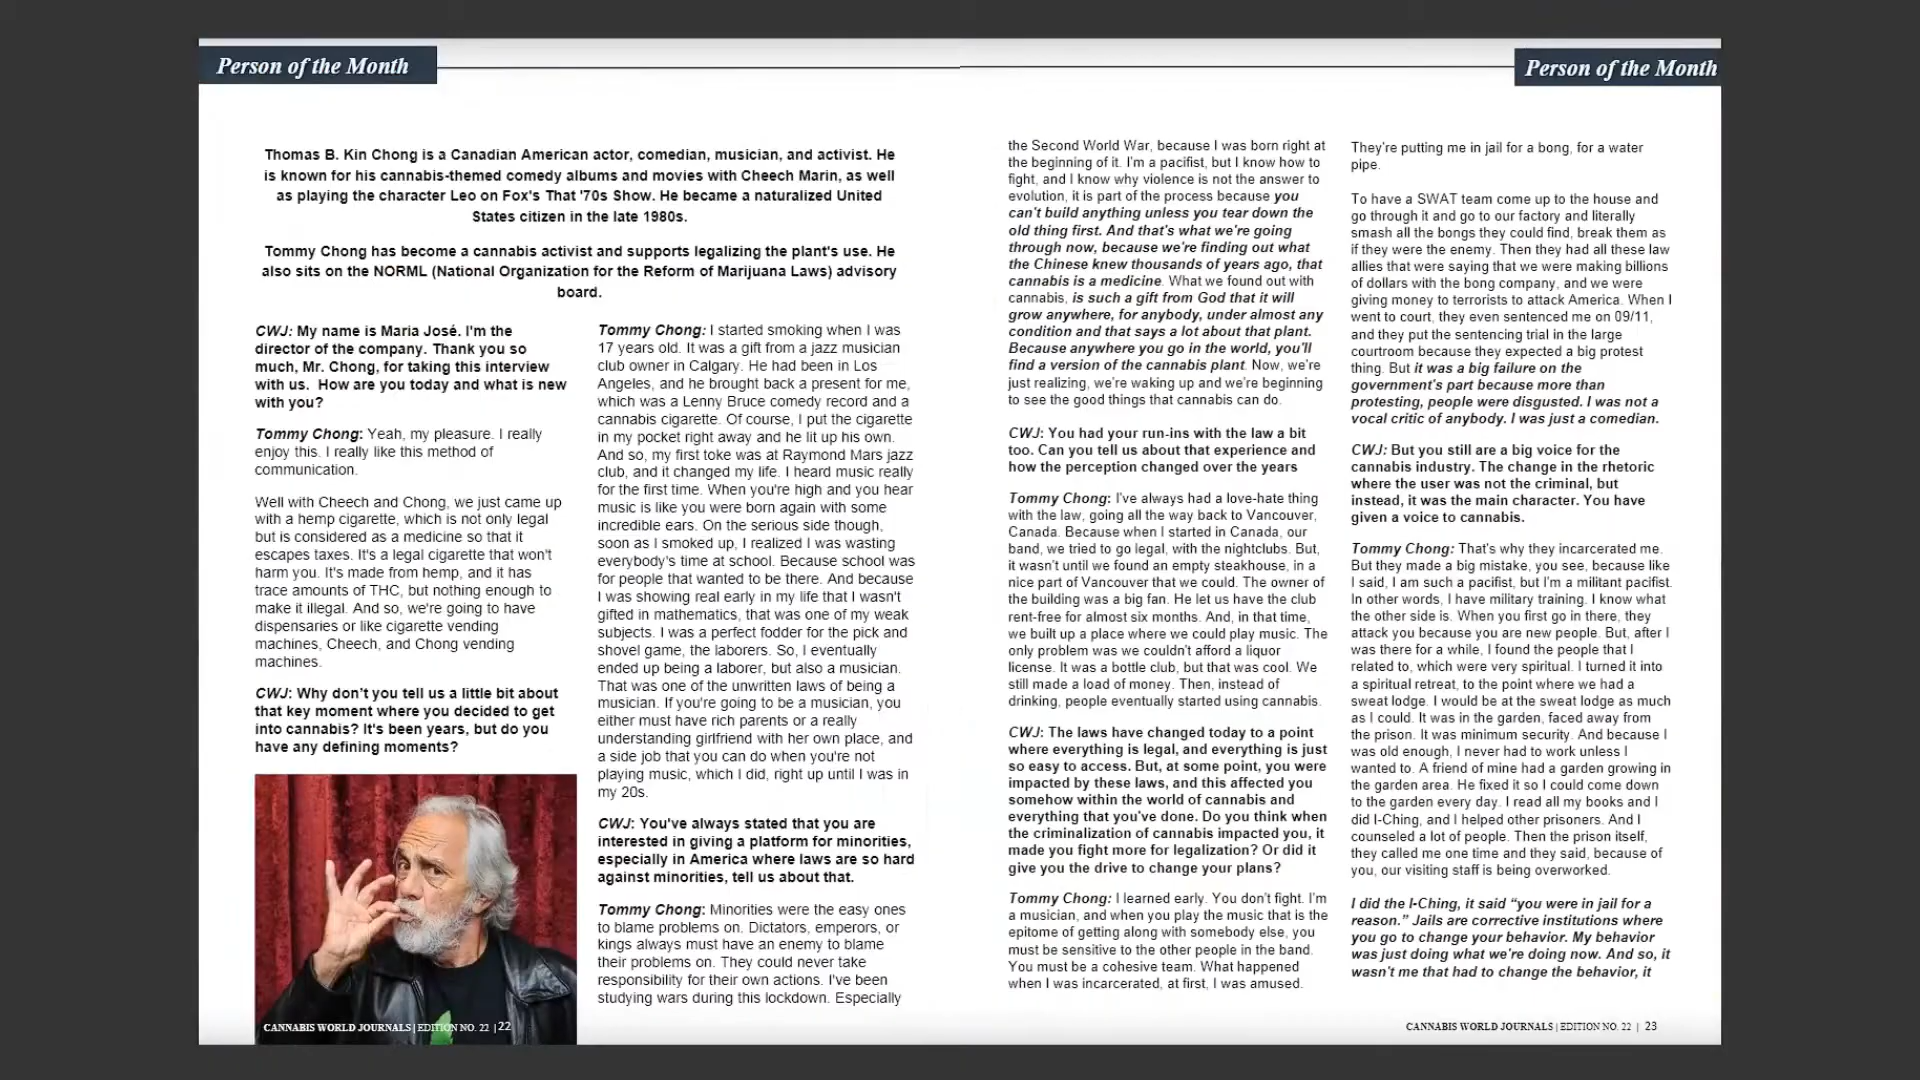 Person of the Month
Person of the Month
Thomas B. Kin Chong is a Canadian American actor, comedian, musician, and activist. He
is known for his cannabis-themed comedy albums and movies with Cheech Marin, as well
as playing the character Leo on Fox's That '70s Show. He became a naturalized United
States citizen in the late 1980s.
Tommy Chong has become a cannabis activist and supports legalizing the plant's use. He
also sits on the NORML (National Organization for the Reform of Marijuana Laws) advisory
board.
CWJ: My name is Maria José. I'm the
director of the company. Thank you so
much, Mr. Chong, for taking this interview
with us. How are you today and what is new
with you?
Tommy Chong: Yeah, my pleasure. I really
enjoy this. I really like this method of
communication.
Well with Cheech and Chong, we just came up
with a hemp cigarette, which is not only legal
but is considered as a medicine so that it
escapes taxes. It's a legal cigarette that won't
harm you. It's made from hemp, and it has
trace amounts of THC, but nothing enough to
make it illegal. And so, we're going to have
dispensaries or like cigarette vending
machines, Cheech, and Chong vending
machines.
CWJ: Why don't you tell us a little bit about
that key moment where you decided to get
into cannabis? It's been years, but do you
have any defining moments?
CANNABIS WORLD JOURNALS | EDITION NO. 22 | 22
Tommy Chong: I started smoking when I was
17 years old. It was a gift from a jazz musician
club owner in Calgary. He had been in Los
Angeles, and he brought back a present for me,
which was a Lenny Bruce comedy record and a
cannabis cigarette. Of course, I put the cigarette
in my pocket right away and he lit up his own.
And so, my first toke was at Raymond Mars jazz
club, and it changed my life. I heard music really
for the first time. When you're high and you hear
music is like you were born again with some
incredible ears. On the serious side though,
soon as I smoked up, I realized I was wasting
everybody's time at school. Because school was
for people that wanted to be there. And because
I was showing real early in my life that I wasn't
gifted in mathematics, that was one of my weak
subjects. I was a perfect fodder for the pick and
shovel game, the laborers. So, I eventually
ended up being a laborer, but also a musician.
That was one of the unwritten laws of being a
musician. If you're going to be a musician, you
either must have rich parents or a really
understanding girlfriend with her own place, and
a side job that you can do when you're not
playing music, which I did, right up until I was in
my 20s.
CWJ: You've always stated that you are
interested in giving a platform for minorities,
especially in America where laws are so hard
against minorities, tell us about that.
Tommy Chong: Minorities were the easy ones
to blame problems on. Dictators, emperors, or
kings always must have an enemy to blame
their problems on. They could never take
responsibility for their own actions. I've been
studying wars during this lockdown. Especially
the Second World War, because I was born right at
the beginning of it. I'm a pacifist, but I know how to
fight, and I know why violence is not the answer to
evolution, it is part of the process because you
can't build anything unless you tear down the
old thing first. And that's what we're going
through now, because we're finding out what
the Chinese knew thousands of years ago, that
cannabis is a medicine. What we found out with
cannabis, is such a gift from God that it will
grow anywhere, for anybody, under almost any
condition and that says a lot about that plant.
Because anywhere you go in the world, you'll
find a version of the cannabis plant. Now, we're
just realizing, we're waking up and we're beginning
to see the good things that cannabis can do.
CWJ: You had your run-ins with the law a bit
too. Can you tell us about that experience and
how the perception changed over the years
Tommy Chong: I've always had a love-hate thing
with the law, going all the way back to Vancouver,
Canada. Because when I started in Canada, our
band, we tried to go legal, with the nightclubs. But,
it wasn't until we found an empty steakhouse, in a
nice part of Vancouver that we could. The owner of
the building was a big fan. He let us have the club
rent-free for almost six months. And, in that time,
we built up a place where we could play music. The
only problem was we couldn't afford a liquor
license. It was a bottle club, but that was cool. We
still made a load of money. Then, instead of
drinking, people eventually started using cannabis.
CWJ: The laws have changed today to a point
where everything is legal, and everything is just
so easy to access. But, at some point, you were
impacted by these laws, and this affected you
somehow within the world of cannabis and
everything that you've done. Do you think when
the criminalization of cannabis impacted you, it
made you fight more for legalization? Or did it
give you the drive to change your plans?
Tommy Chong: I learned early. You don't fight. I'm
a musician, and when you play the music that is the
epitome of getting along with somebody else, you
must be sensitive to the other people in the band.
You must be a cohesive team. What happened
when I was incarcerated, at first, I was amused.
They're putting me in jail for a bong, for a water
pipe.
To have a SWAT team come up to the house and
go through it and go to our factory and literally
smash all the bongs they could find, break them as
if they were the enemy. Then they had all these law
allies that were saying that we were making billions
of dollars with the bong company, and we were
giving money to terrorists to attack America. When I
went to court, they even sentenced me on 09/11,
and they put the sentencing trial in the large
courtroom because they expected a big protest
thing. But it was a big failure on the
government's part because more than
protesting, people were disgusted. I was not a
vocal critic of anybody. I was just a comedian.
CWJ: But you still are a big voice for the
cannabis industry. The change in the rhetoric
where the user was not the criminal, but
instead, it was the main character. You have
given a voice to cannabis.
Tommy Chong: That's why they incarcerated me.
But they made a big mistake, you see, because like
I said, I am such a pacifist, but I'm a militant pacifist.
In other words, I have military training. I know what
the other side is. When you first go in there, they
attack you because you are new people. But, after I
was there for a while, I found the people that I
related to, which were very spiritual. I turned it into
a spiritual retreat, to the point where we had a
sweat lodge. I would be at the sweat lodge as much
as I could. It was in the garden, faced away from
the prison. It was minimum security. And because I
was old enough, I never had to work unless I
wanted to. A friend of mine had a garden growing in
the garden area. He fixed it so I could come down
to the garden every day. I read all my books and I
did I-Ching, and I helped other prisoners. And I
counseled a lot of people. Then the prison itself,
they called me one time and they said, because of
you, our visiting staff is being overworked.
I did the I-Ching, it said “you were in jail for a
reason.” Jails are corrective institutions where
you go to change your behavior. My behavior
was just doing what we're doing now. And so, it
wasn't me that had to change the behavior, it
CANNABIS WORLD JOURNALS | EDITION NO. 22 | 23